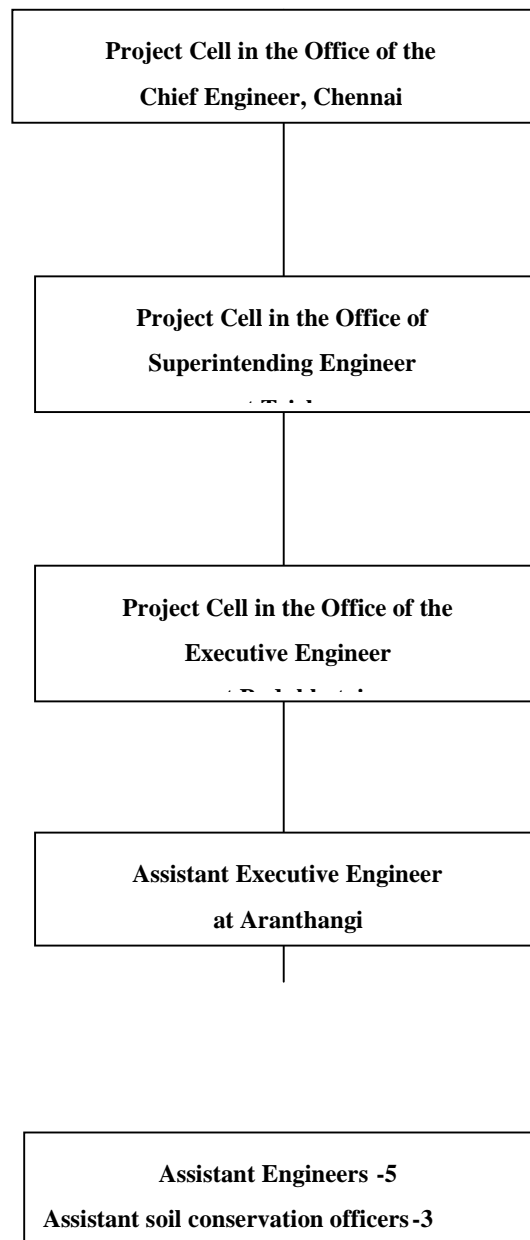 Project Cell in the Office of the
Chief Engineer, Chennai
Project Cell in the Office of
Superintending Engineer
Project Cell in the Office of the
Executive Engineer
Assistant Executive Engineer
at Aranthangi
Assistant Engineers -5
Assistant soil conservation officers -3